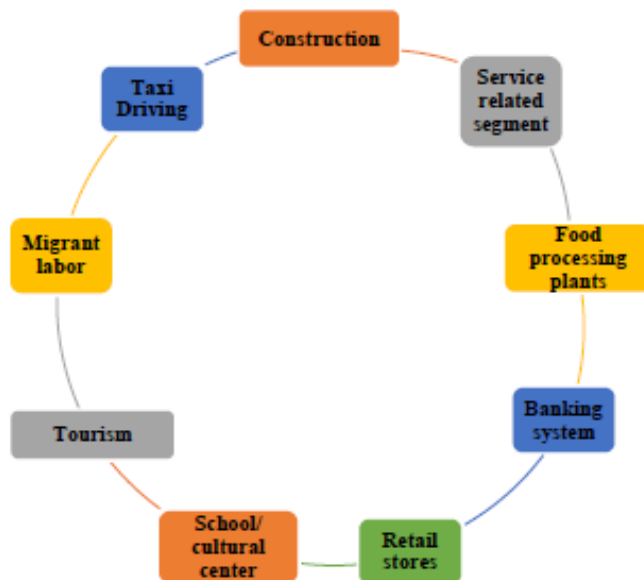 Construction
Service
related
segment
Food
processing
plants
Banking
system
Retail
stores
School/
cultural
center
Tourism
Migrant
labor
Taxi
Driving